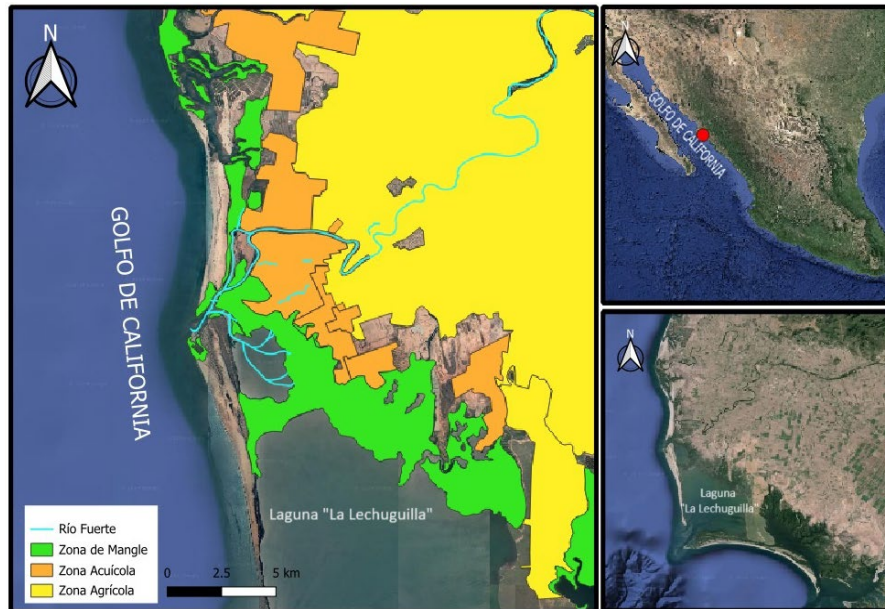 N
GOLFO DE CALIFORNIA
Laguna "La Lechuguilla"
Río Fuerte
Zona de Mangle
Zona Acuícola
Zona Agrícola
0 2.5 5 km
N
GOLFO DE CALIFORNIA
N
Laguna
"La Lechuguilla"